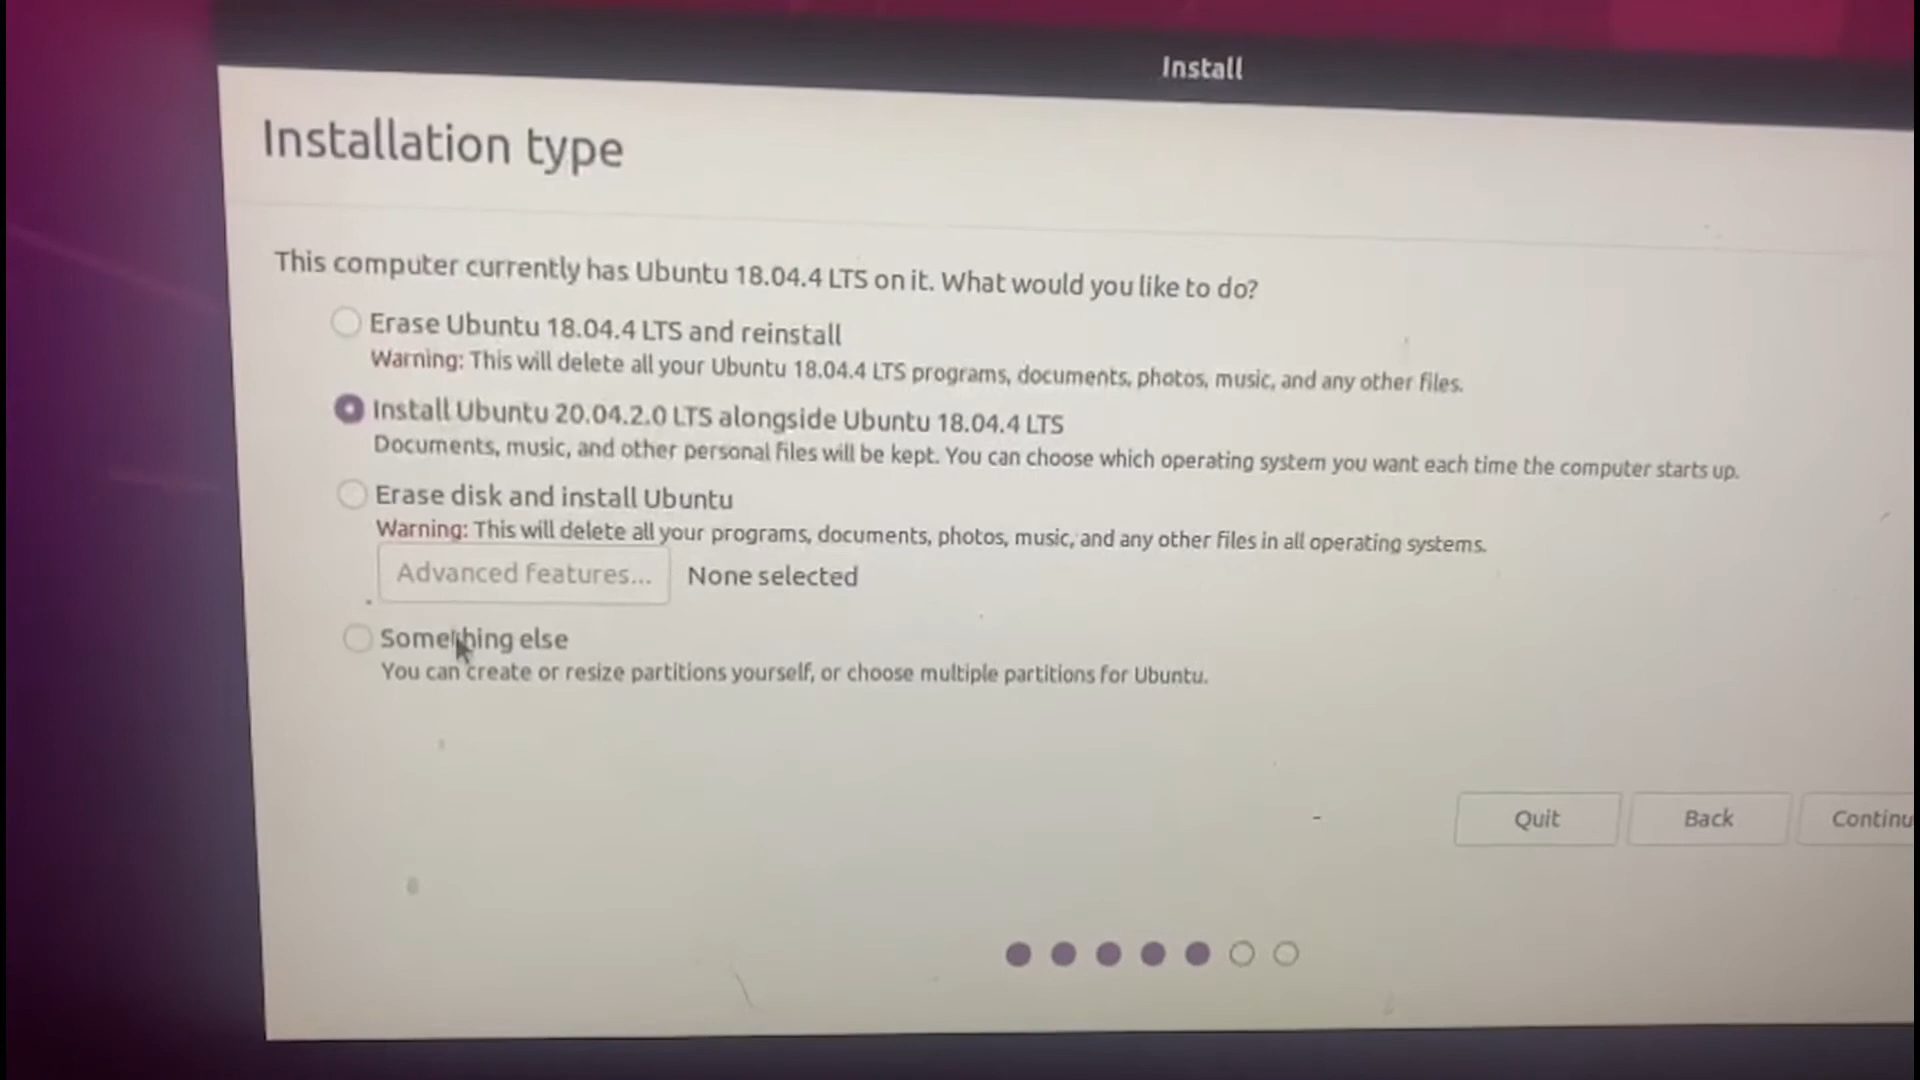 Install
Installation type
This computer currently has Ubuntu 18.04.4 LTS on it. What would you like to do?
Erase Ubuntu 18.04.4 LTS and reinstall
Warning: This will delete all your Ubuntu 18.04.4 LTS programs, documents, photos, music, and any other files.
Install Ubuntu 20.04.2.0 LTS alongside Ubuntu 18.04.4 LTS
Documents, music, and other personal files will be kept. You can choose which operating system you want each time the computer starts up.
Erase disk and install Ubuntu
Warning: This will delete all your programs, documents, photos, music, and any other files in all operating systems.
Advanced features... None selected
Something else
You can create or resize partitions yourself, or choose multiple partitions for Ubuntu.
Quit Back Continu